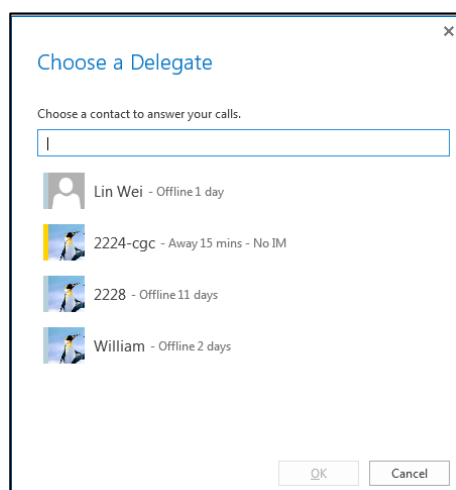 Choose a Delegate
Choose a contact to answer your calls.
Lin Wei - Offline 1 day
2224-cgc - Away 15 mins - No IM
2228 - Offline 11 days
William - Offline 2 days
OK Cancel